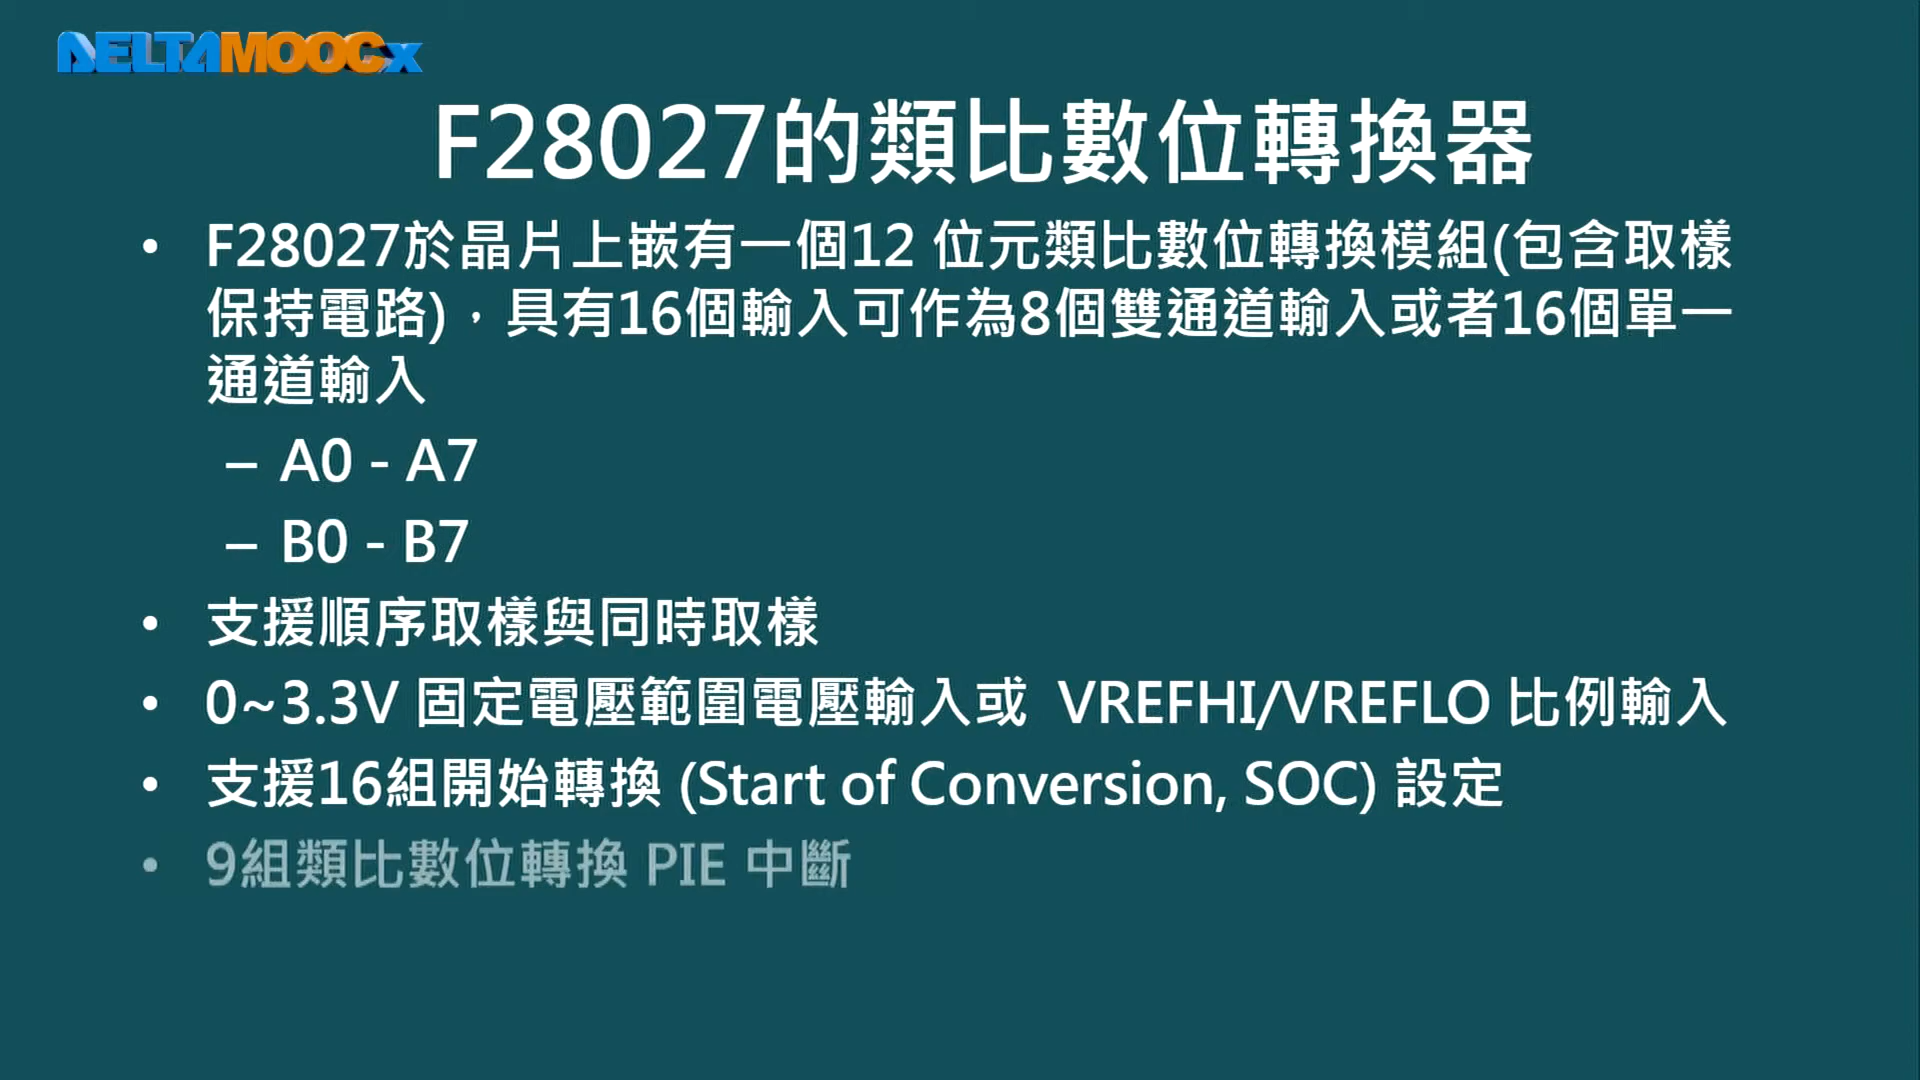 DELTAMOOCx
F28027的類比數位轉換器
• F28027於晶片上嵌有一個12 位元類比數位轉換模組(包含取樣
保持電路)，具有16個輸入可作為8個雙通道輸入或者16個單一
通道輸入
– A0 - A7
– B0 - B7
• 支援順序取樣與同時取樣
• 0~3.3V 固定電壓範圍電壓輸入或 VREFHI/VREFLO 比例輸入
• 支援16組開始轉換 (Start of Conversion, SOC) 設定
• 9組類比數位轉換 PIE 中斷